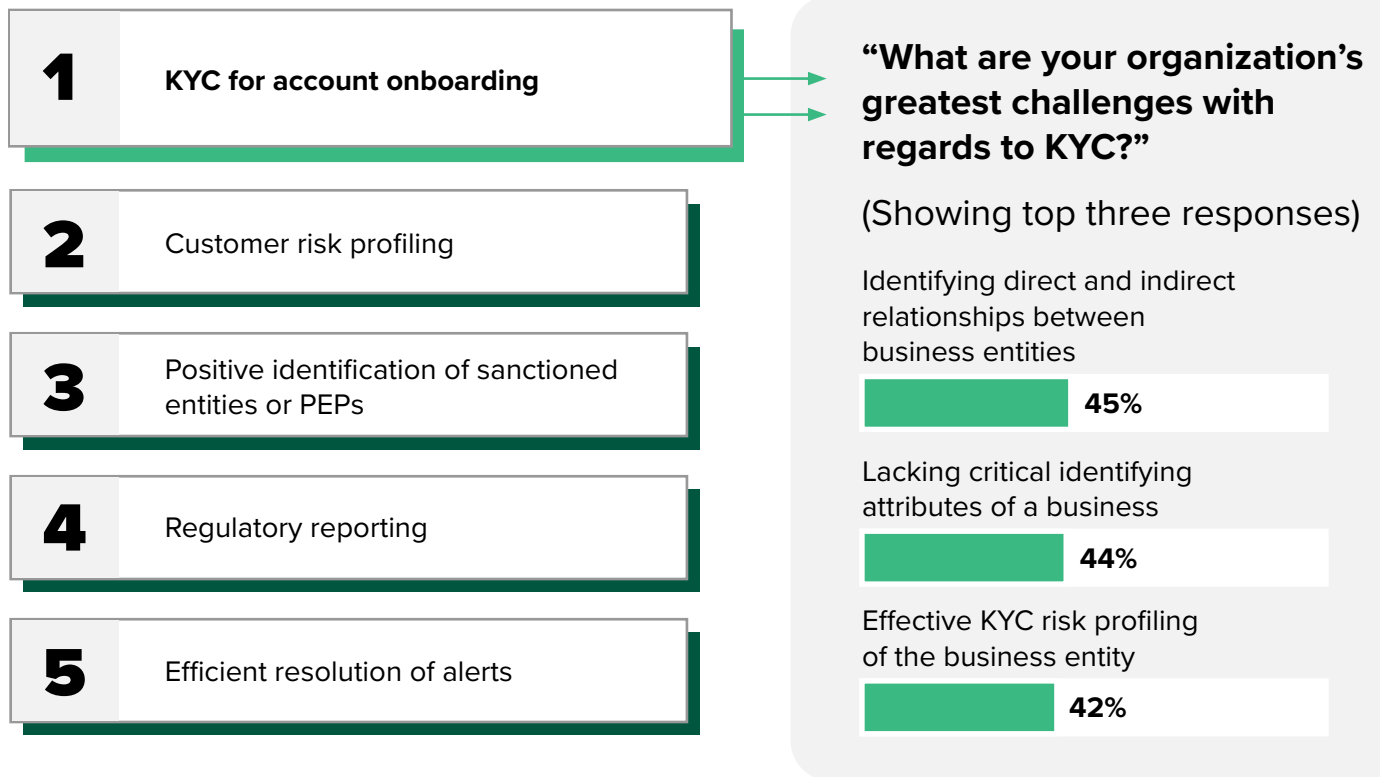 1
KYC for account onboarding
2
Customer risk profiling
3
Positive identification of sanctioned
entities or PEPs
4
Regulatory reporting
5
Efficient resolution of alerts
“What are your organization’s
greatest challenges with
regards to KYC?”
(Showing top three responses)
Identifying direct and indirect
relationships between
business entities
45%
Lacking critical identifying
attributes of a business
44%
Effective KYC risk profiling
of the business entity
42%